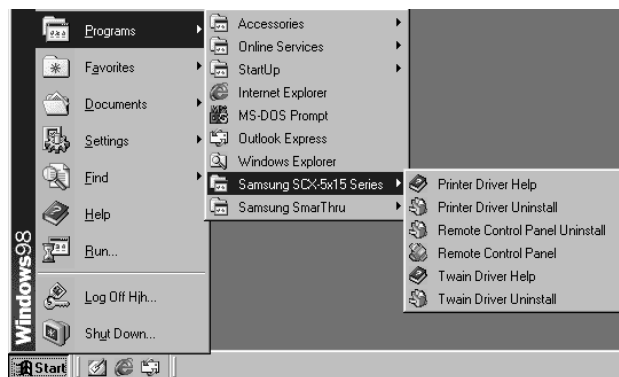 Programs
Favorites
Documents
Settings
Find
Help
Run...
Log Off Hjh...
Shut Down...
Windows98
Start
Accessories
Online Services
StartUp
Internet Explorer
MS-DOS Prompt
Outlook Express
Windows Explorer
Samsung SCX-5x15 Series
Samsung SmarThru
Printer Driver Help
Printer Driver Uninstall
Remote Control Panel Uninstall
Remote Control Panel
Twain Driver Help
Twain Driver Uninstall